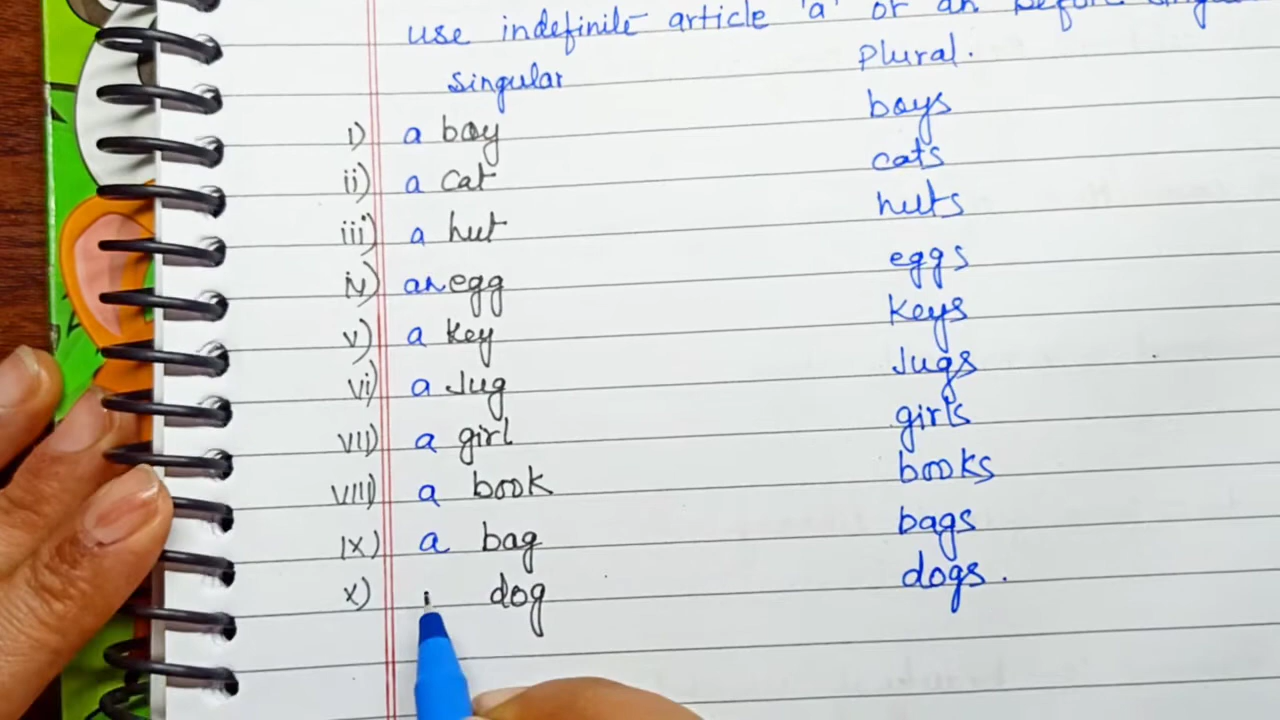 use indefinite article 'a' or an before
singular plural.
i) a boy boys
ii) a cat cats
iii) a hut huts
iv) an egg eggs
v) a key keys
vi) a Jug Jugs
vii) a girl girls
viii) a book books
ix) a bag bags
x) dog dogs.